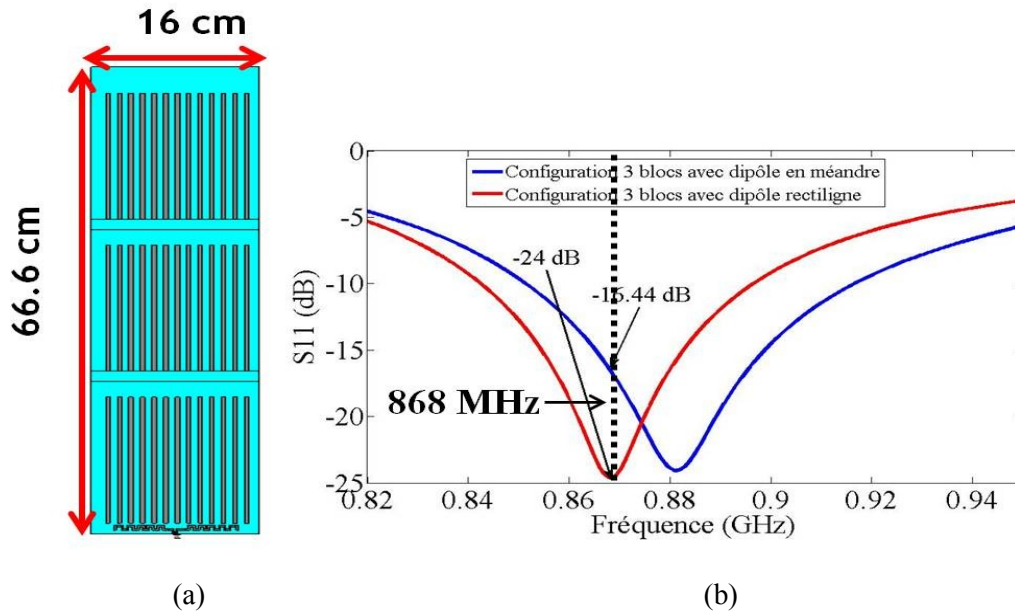 16 cm
66.6 cm
0
-5
-10
-15
-20
-25
S11 (dB)
Configuration 3 blocs avec dipôle en méandre
Configuration 3 blocs avec dipôle rectiligne
-24 dB
dB
868 MHz
0.82 0.84 0.86 0.88 0.9 0.92 0.94
Fréquence (GHz)
(a) (b)